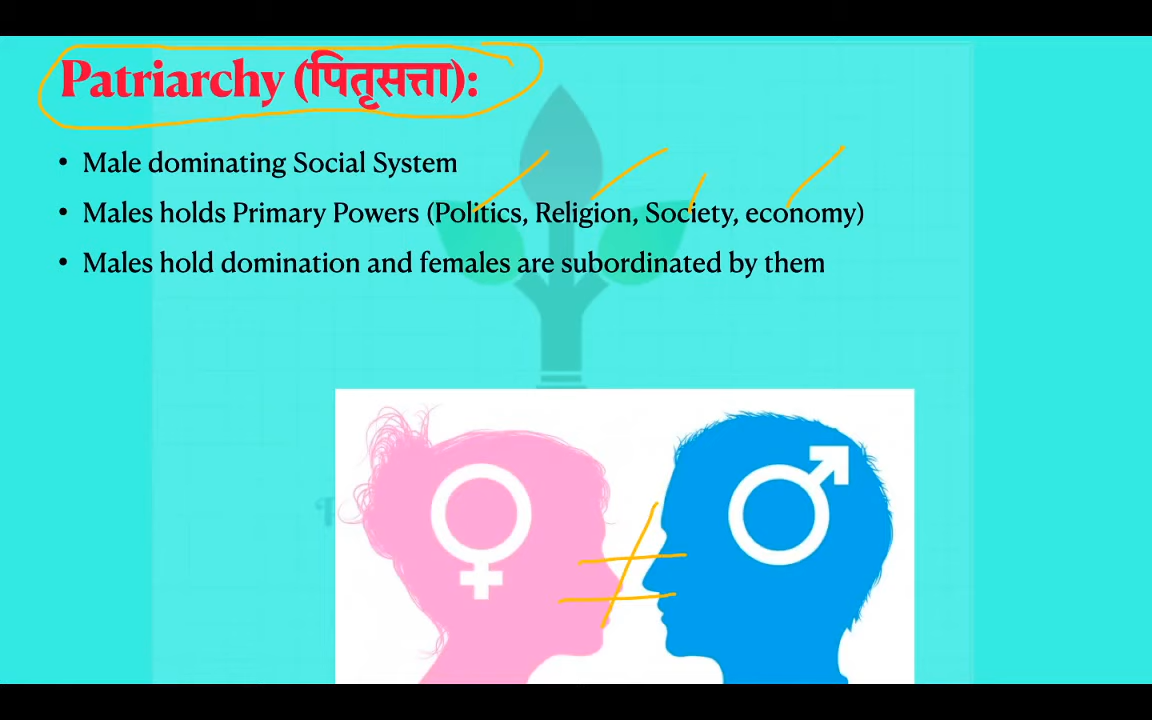 Patriarchy (पितृसत्ता):
• Male dominating Social System
• Males holds Primary Powers (Politics, Religion, Society, economy)
• Males hold domination and females are subordinated by them